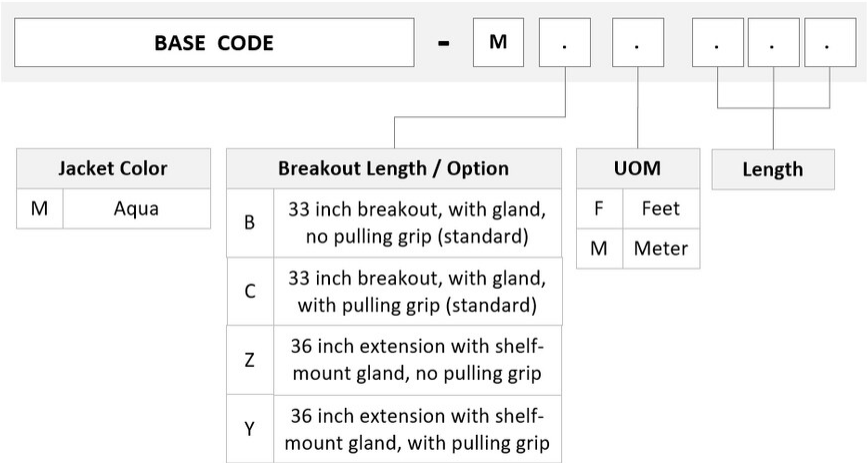 BASE CODE - M . . . . .
Jacket Color
M Aqua
Breakout Length / Option
B 33 inch breakout, with gland,
no pulling grip (standard)
C 33 inch breakout, with gland,
with pulling grip (standard)
Z 36 inch extension with shelf-
mount gland, no pulling grip
Y 36 inch extension with shelf-
mount gland, with pulling grip
UOM
F Feet
M Meter
Length